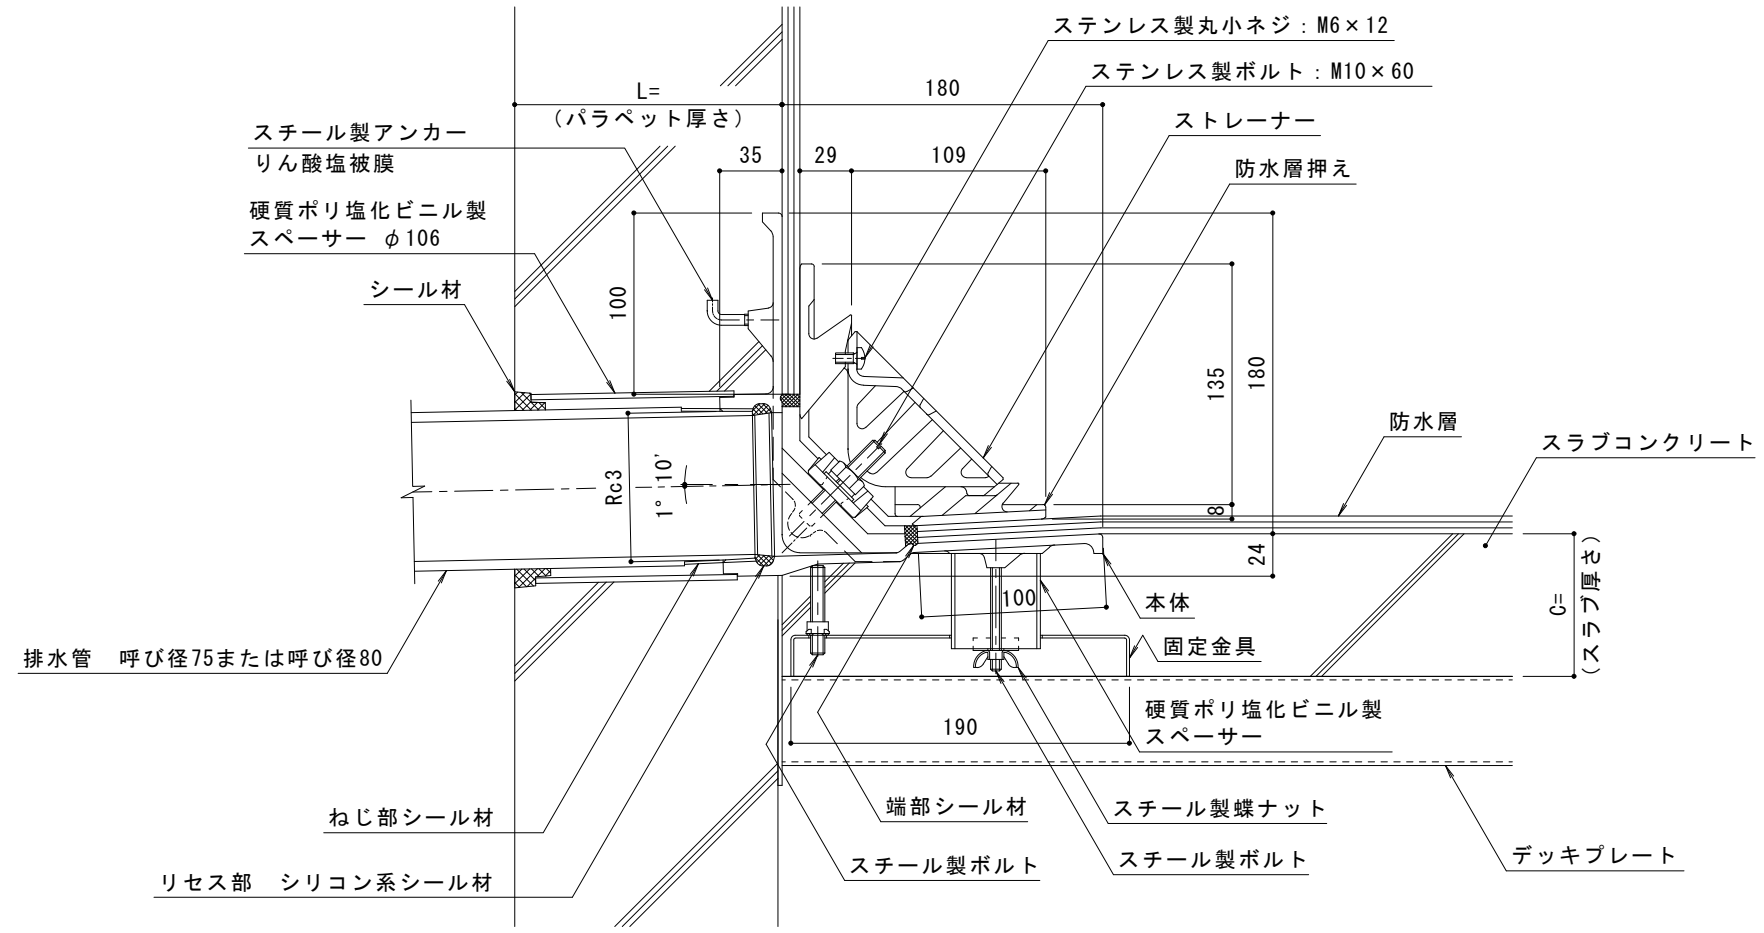 ステンレス製丸小ネジ：M6×12
ステンレス製ボルト：M10×60
L=
（パラペット厚さ）
180
ストレーナー
スチール製アンカー
りん酸塩被膜
35
29
109
防水層押え
硬質ポリ塩化ビニル製
スペーサー φ106
シール材
100
135
180
防水層
スラブコンクリート
Rc3
1° 10′
8
24
100
本体
C=
（スラブ厚さ）
固定金具
排水管 呼び径75または呼び径80
硬質ポリ塩化ビニル製
スペーサー
190
ねじ部シール材
端部シール材
スチール製蝶ナット
スチール製ボルト
スチール製ボルト
デッキプレート
リセス部 シリコン系シール材